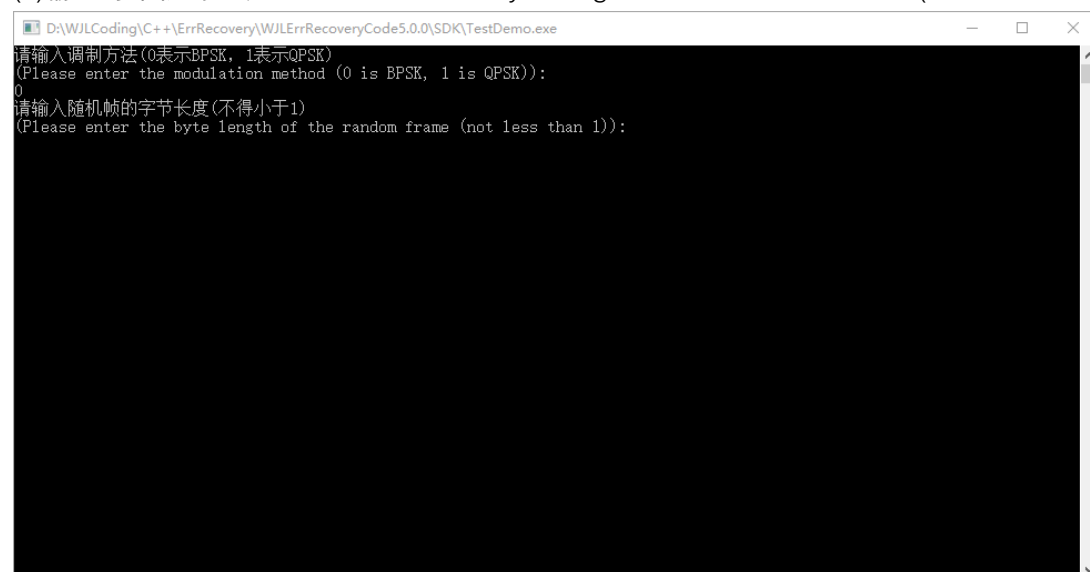 D:\WJLCoding\C++\ErrRecovery\WJLErrRecoveryCode5.0.0\SDK\TestDemo.exe
请输入调制方法(0表示BPSK, 1表示QPSK)
(Please enter the modulation method (0 is BPSK, 1 is QPSK)):
0
请输入随机帧的字节长度(不得小于1)
(Please enter the byte length of the random frame (not less than 1)):